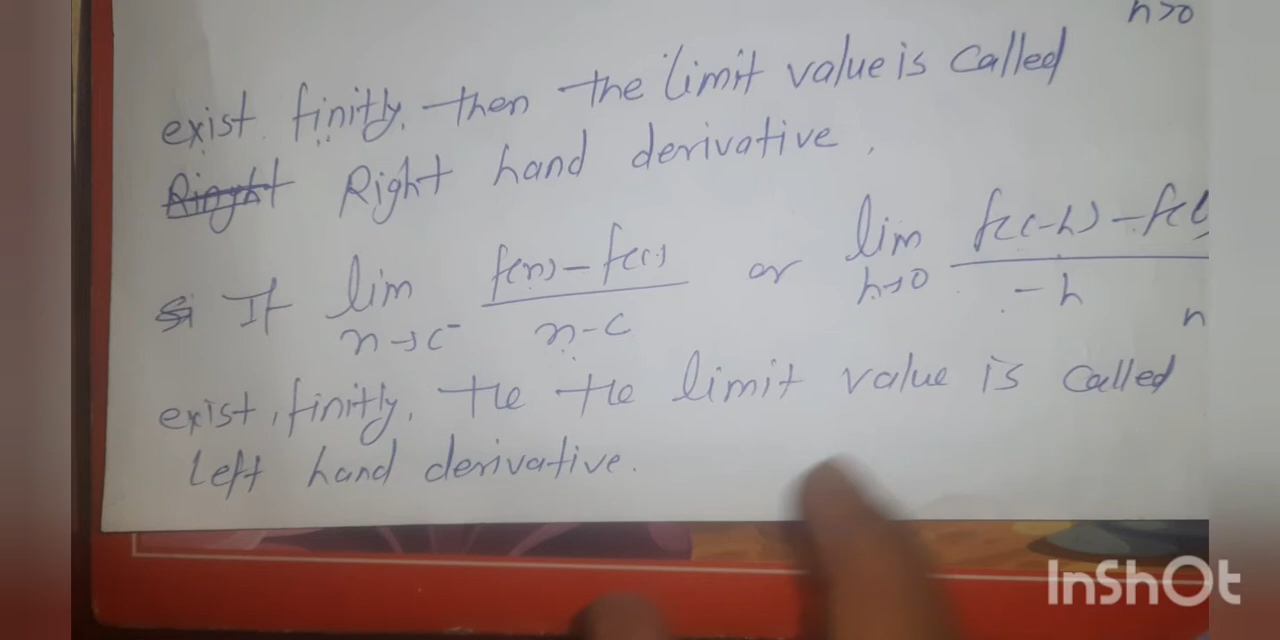 h>0
exist finitly, then the limit value is called
Right hand derivative.
If lim f(x)-f(c) or lim f(c-h)-f(c
x→c⁻ x-c h→0 -h
h
exist, finitly, the the limit value is called
Left hand derivative.
InShOt